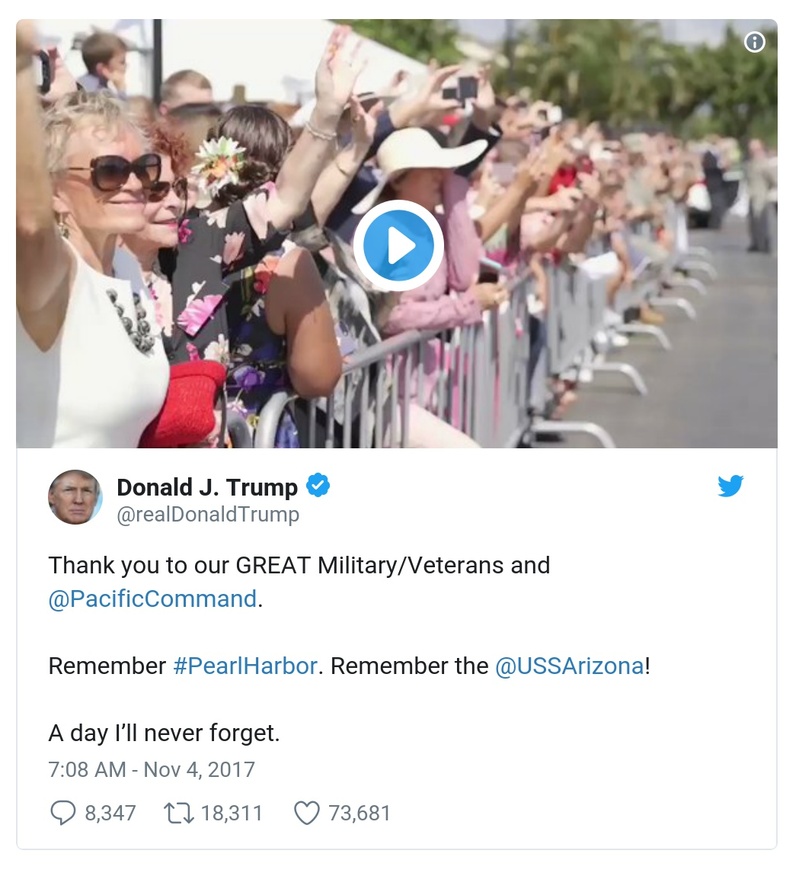 Donald J. Trump
@realDonaldTrump
Thank you to our GREAT Military/Veterans and
@PacificCommand.
Remember #PearlHarbor. Remember the @USSArizona!
A day I’ll never forget.
7:08 AM - Nov 4, 2017
8,347 18,311 73,681